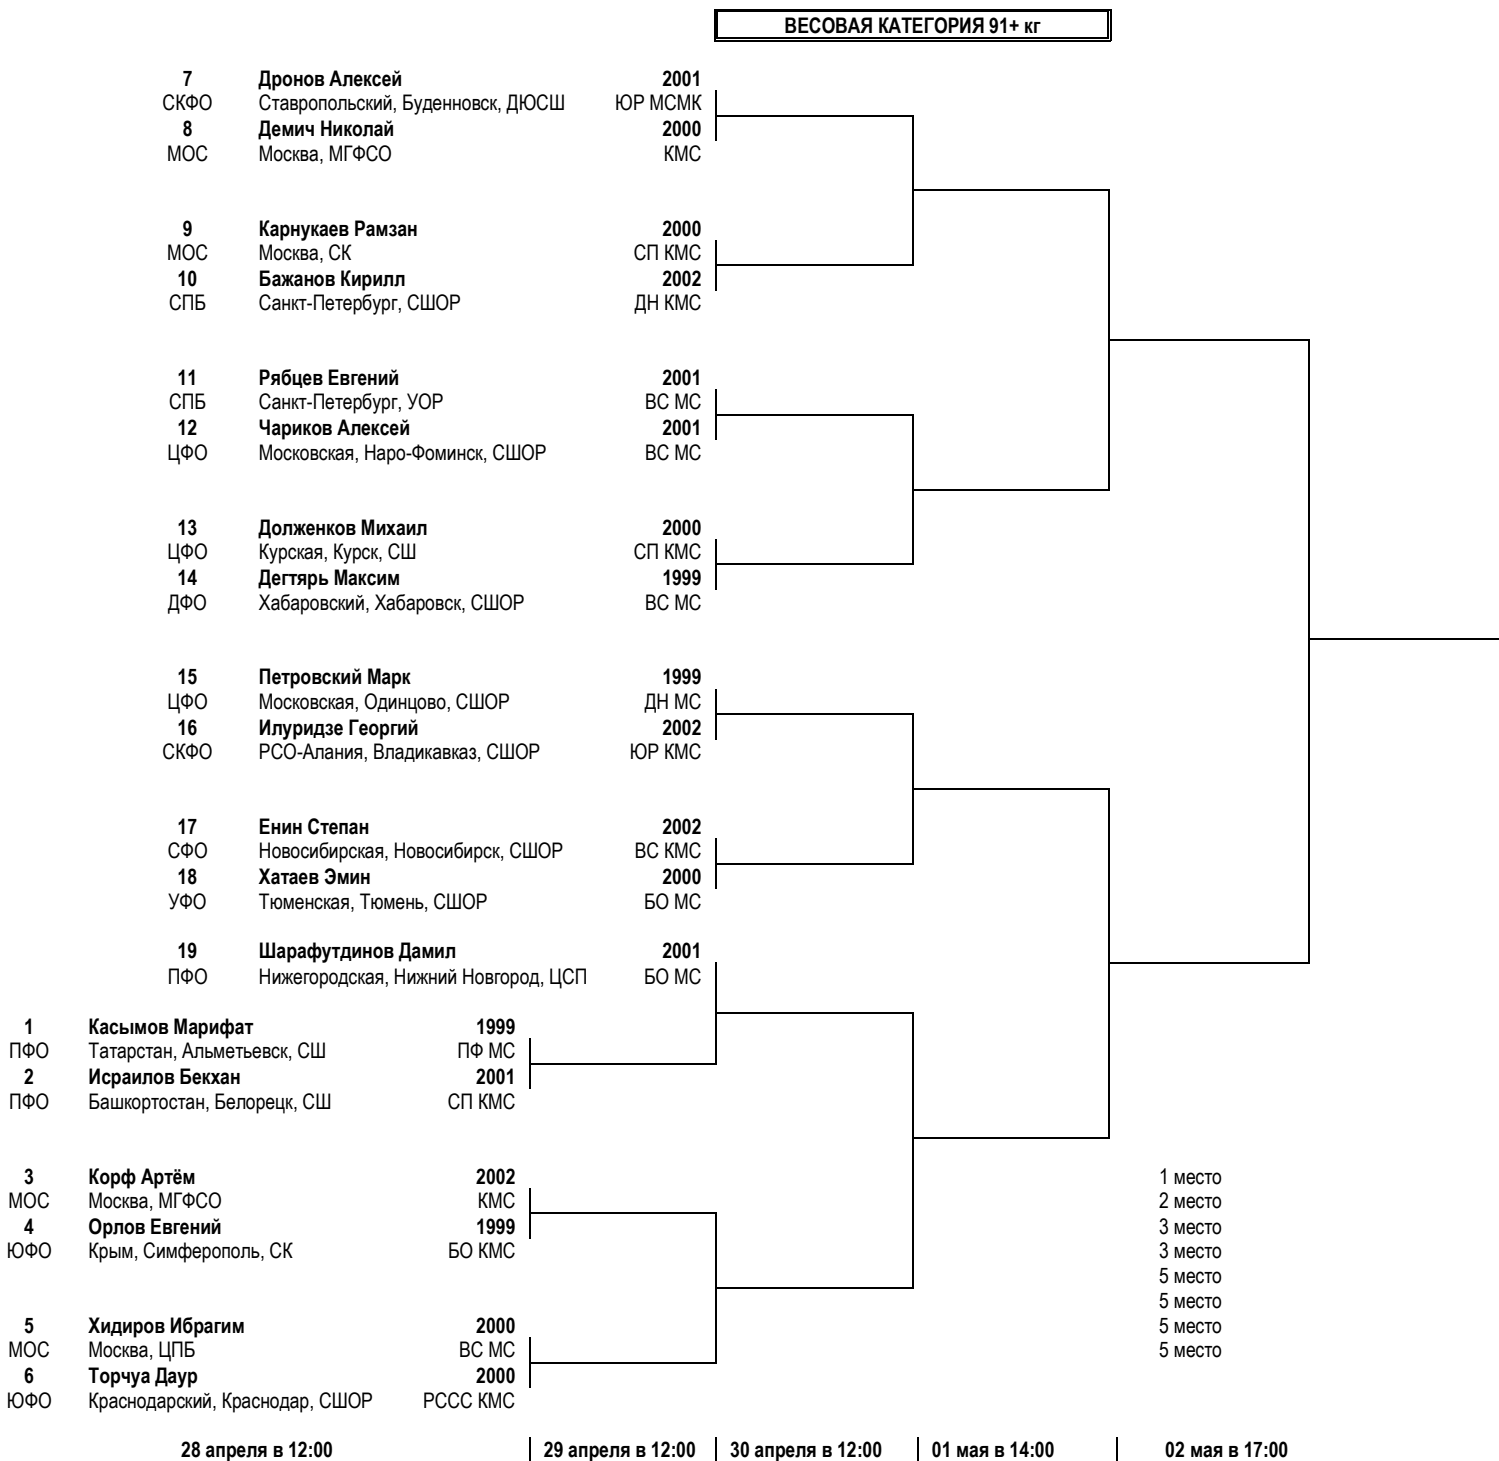 ВЕСОВАЯ КАТЕГОРИЯ 91+ кг
7 Дронов Алексей 2001
СКФО Ставропольский, Буденновск, ДЮСШ ЮР МСМК
8 Демич Николай 2000
МОС Москва, МГФСО КМС
9 Карнукаев Рамзан 2000
МОС Москва, СК СП КМС
10 Бажанов Кирилл 2002
СПБ Санкт-Петербург, СШОР ДН КМС
11 Рябцев Евгений 2001
СПБ Санкт-Петербург, УОР ВС МС
12 Чариков Алексей 2001
ЦФО Московская, Наро-Фоминск, СШОР ВС МС
13 Долженков Михаил 2000
ЦФО Курская, Курск, СШ СП КМС
14 Дегтярь Максим 1999
ДФО Хабаровский, Хабаровск, СШОР ВС МС
15 Петровский Марк 1999
ЦФО Московская, Одинцово, СШОР ДН МС
16 Илуридзе Георгий 2002
СКФО РСО-Алания, Владикавказ, СШОР ЮР КМС
17 Енин Степан 2002
СФО Новосибирская, Новосибирск, СШОР ВС КМС
18 Хатаев Эмин 2000
УФО Тюменская, Тюмень, СШОР БО МС
19 Шарафутдинов Дамил 2001
ПФО Нижегородская, Нижний Новгород, ЦСП БО МС
1 Касымов Марифат 1999
ПФО Татарстан, Альметьевск, СШ ПФ МС
2 Исраилов Бекхан 2001
ПФО Башкортостан, Белорецк, СШ СП КМС
3 Корф Артём 2002 1 место
МОС Москва, МГФСО КМС 2 место
4 Орлов Евгений 1999 3 место
ЮФО Крым, Симферополь, СК БО КМС 3 место
5 место
5 место
5 Хидиров Ибрагим 2000 5 место
МОС Москва, ЦПБ ВС МС 5 место
6 Торчуа Даур 2000
ЮФО Краснодарский, Краснодар, СШОР РССС КМС
28 апреля в 12:00 29 апреля в 12:00 30 апреля в 12:00 01 мая в 14:00 02 мая в 17:00